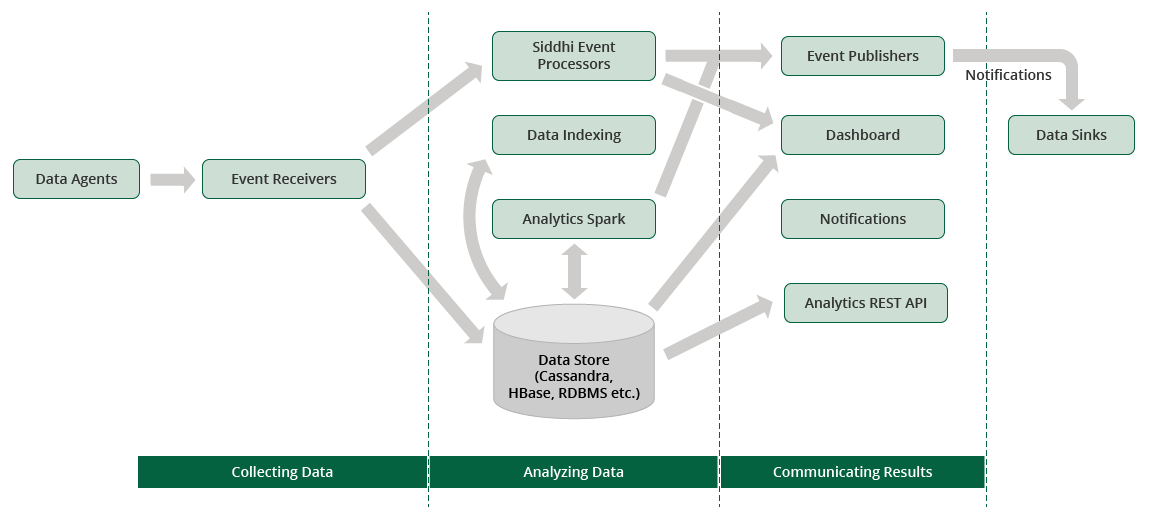 Data Agents
Event Receivers
Siddhi Event
Processors
Data Indexing
Analytics Spark
Data Store
(Cassandra,
HBase, RDBMS etc.)
Event Publishers
Dashboard
Notifications
Analytics REST API
Notifications
Data Sinks
Collecting Data
Analyzing Data
Communicating Results